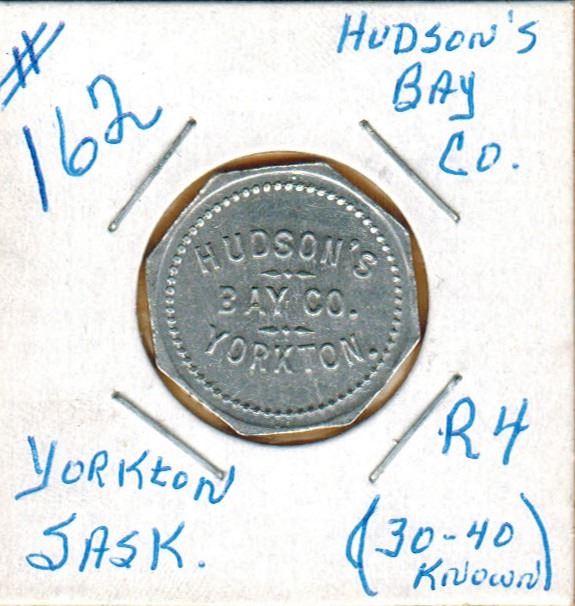 # 162
HUDSON'S
BAY
CO.
HUDSON'S
BAY CO.
YORKTON.
YORKTON
SASK.
R4
(30-40
KNOWN)